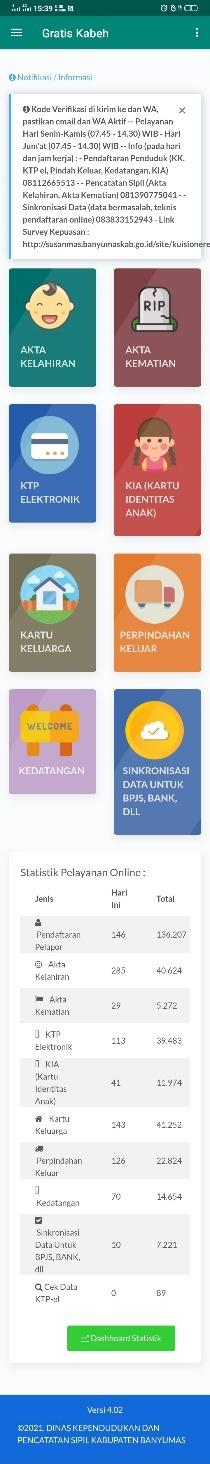 15:39
Gratis Kabeh
Notifikasi / Informasi
Kode Verifikasi di kirim ke dan WA,
pastikan email dan WA Aktif -- Pelayanan
Hari Senin-Kamis (07.45 - 14.30) WIB - Hari
Jum'at (07.45 - 14.30) WIB -- Info (pada hari
dan jam kerja) : - Pendaftaran Penduduk (KK,
KTP el, Pindah Keluar, Kedatangan, KIA)
08112665513 - - Pencatatan Sipil (Akta
Kelahiran, Akta Kematian) 081390775041 - -
Sinkronisasi Data (data bermasalah, teknis
pendaftaran online) 083833152943 - Link
Survey Kepuasan :
http://susanmas.banyumaskab.go.id/site/kuisionere
AKTA
KELAHIRAN
RIP
AKTA
KEMATIAN
KTP
ELEKTRONIK
KIA (KARTU
IDENTITAS
ANAK)
KARTU
KELUARGA
PERPINDAHAN
KELUAR
WELCOME
KEDATANGAN
SINKRONISASI
DATA UNTUK
BPJS, BANK,
DLL
Statistik Pelayanan Online :
Jenis Hari Ini Total
Pendaftaran Pelapor 146 136.207
Akta Kelahiran 285 40.624
Akta Kematian 29 5.272
KTP Elektronik 113 39.483
KIA (Kartu Identitas Anak) 41 11.974
Kartu Keluarga 143 41.252
Perpindahan Keluar 126 22.824
Kedatangan 70 14.654
Sinkronisasi Data Untuk BPJS, BANK, dll 10 7.221
Cek Data KTP-el 0 89
Dashboard Statistik
Versi 4.02
©2021. DINAS KEPENDUDUKAN DAN
PENCATATAN SIPIL KABUPATEN BANYUMAS